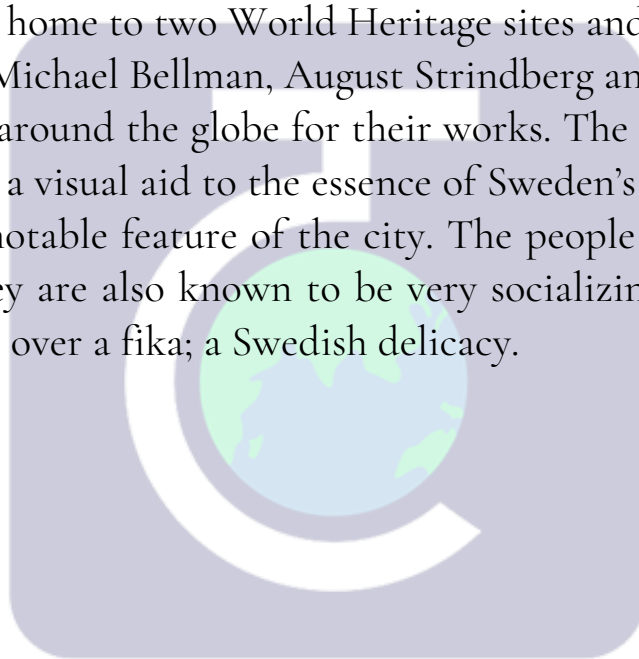 home to two World Heritage sites and
Michael Bellman, August Strindberg an
around the globe for their works. The
a visual aid to the essence of Sweden’s
notable feature of the city. The people
ey are also known to be very socializin
over a fika; a Swedish delicacy.